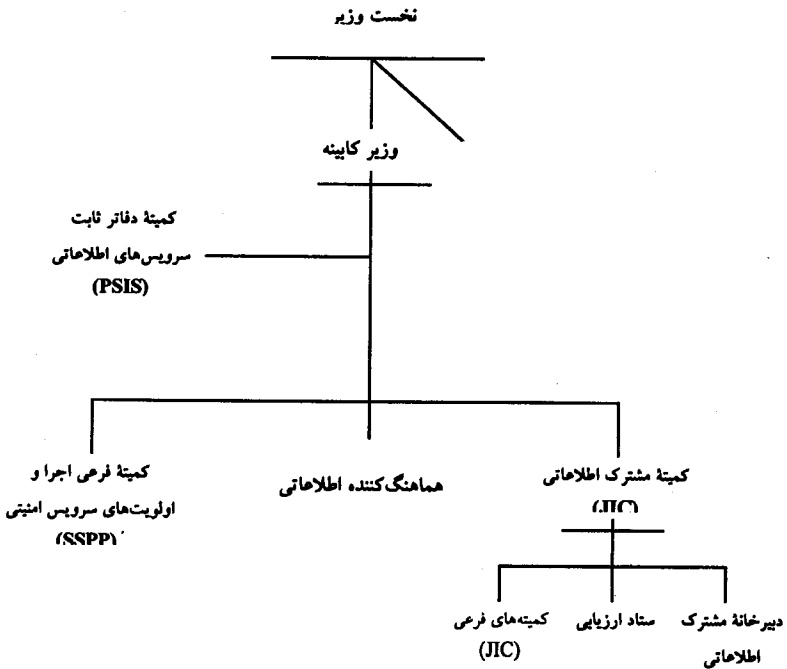 نخست وزیر
وزیر کابینه
کمیتهٔ دفاتر ثابت
سرویس‌های اطلاعاتی
(PSIS)
کمیتهٔ مشترک اطلاعاتی
(JIC)
هماهنگ‌کننده اطلاعاتی
کمیتهٔ فرعی اجرا و
اولویت‌های سرویس امنیتی
(SSPP)
دبیرخانهٔ مشترک
اطلاعاتی
ستاد ارزیابی
کمیته‌های فرعی
(JIC)